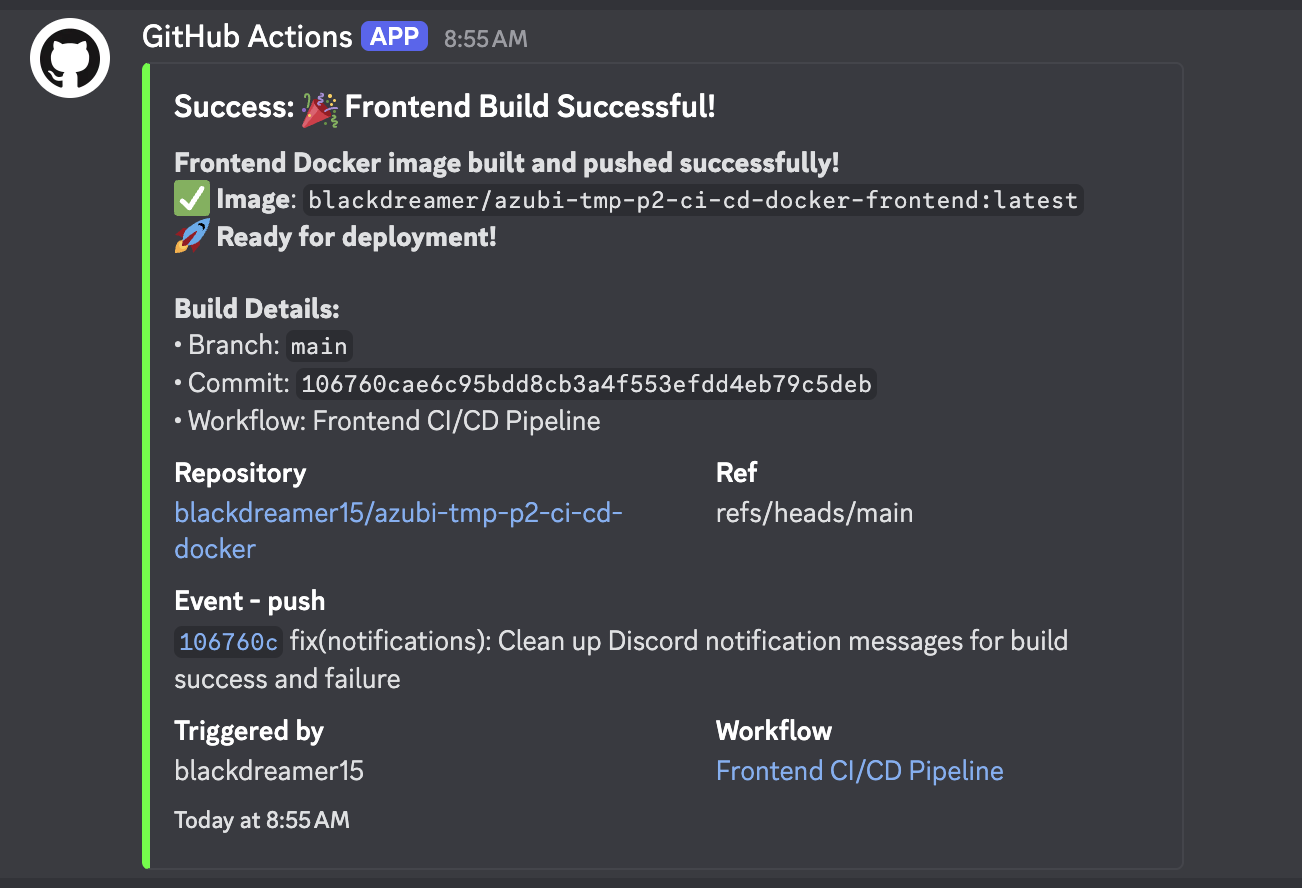 GitHub Actions APP 8:55 AM
Success: 🎉 Frontend Build Successful!
Frontend Docker image built and pushed successfully!
✅ Image: blackdreamer/azubi-tmp-p2-ci-cd-docker-frontend:latest
🚀 Ready for deployment!
Build Details:
• Branch: main
• Commit: 106760cae6c95bdd8cb3a4f553efdd4eb79c5deb
• Workflow: Frontend CI/CD Pipeline
Repository
blackdreamer15/azubi-tmp-p2-ci-cd-
docker
Ref
refs/heads/main
Event - push
106760c fix(notifications): Clean up Discord notification messages for build
success and failure
Triggered by
blackdreamer15
Workflow
Frontend CI/CD Pipeline
Today at 8:55 AM